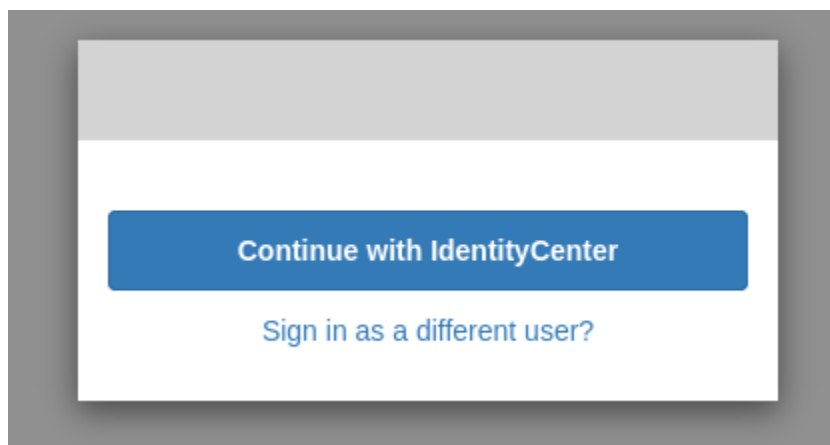 Continue with IdentityCenter
Sign in as a different user?